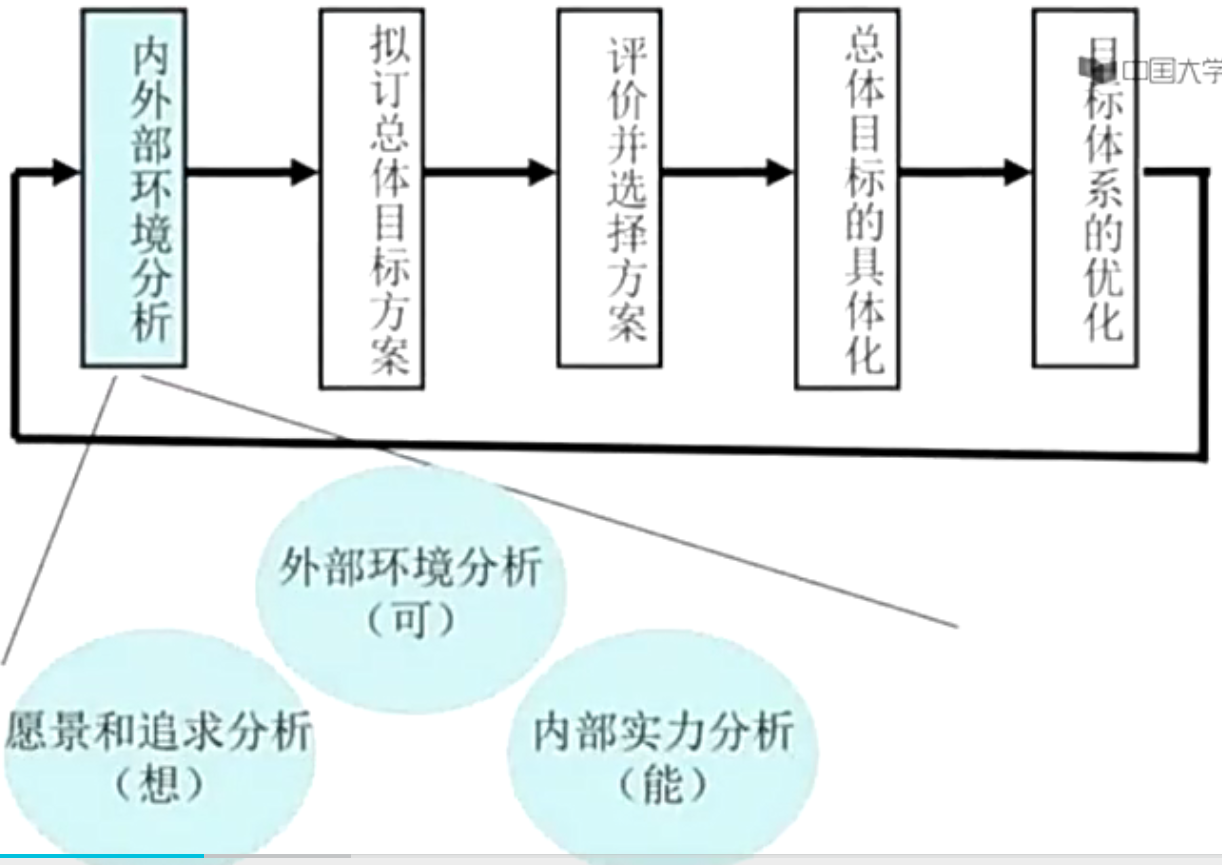 内外部环境分析
拟订总体目标方案
评价并选择方案
总体目标的具体化
目标体系的优化
中国大学
外部环境分析
（可）
愿景和追求分析
（想）
内部实力分析
（能）